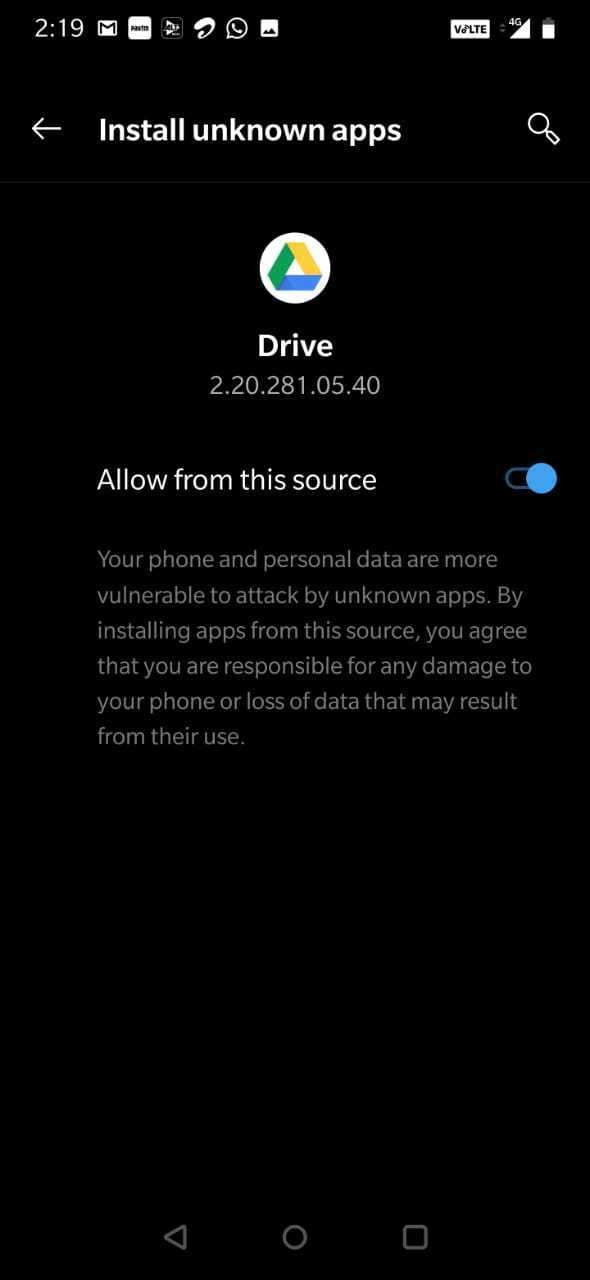 2:19 Paytm VoLTE 4G
Install unknown apps
Drive
2.20.281.05.40
Allow from this source
Your phone and personal data are more
vulnerable to attack by unknown apps. By
installing apps from this source, you agree
that you are responsible for any damage to
your phone or loss of data that may result
from their use.